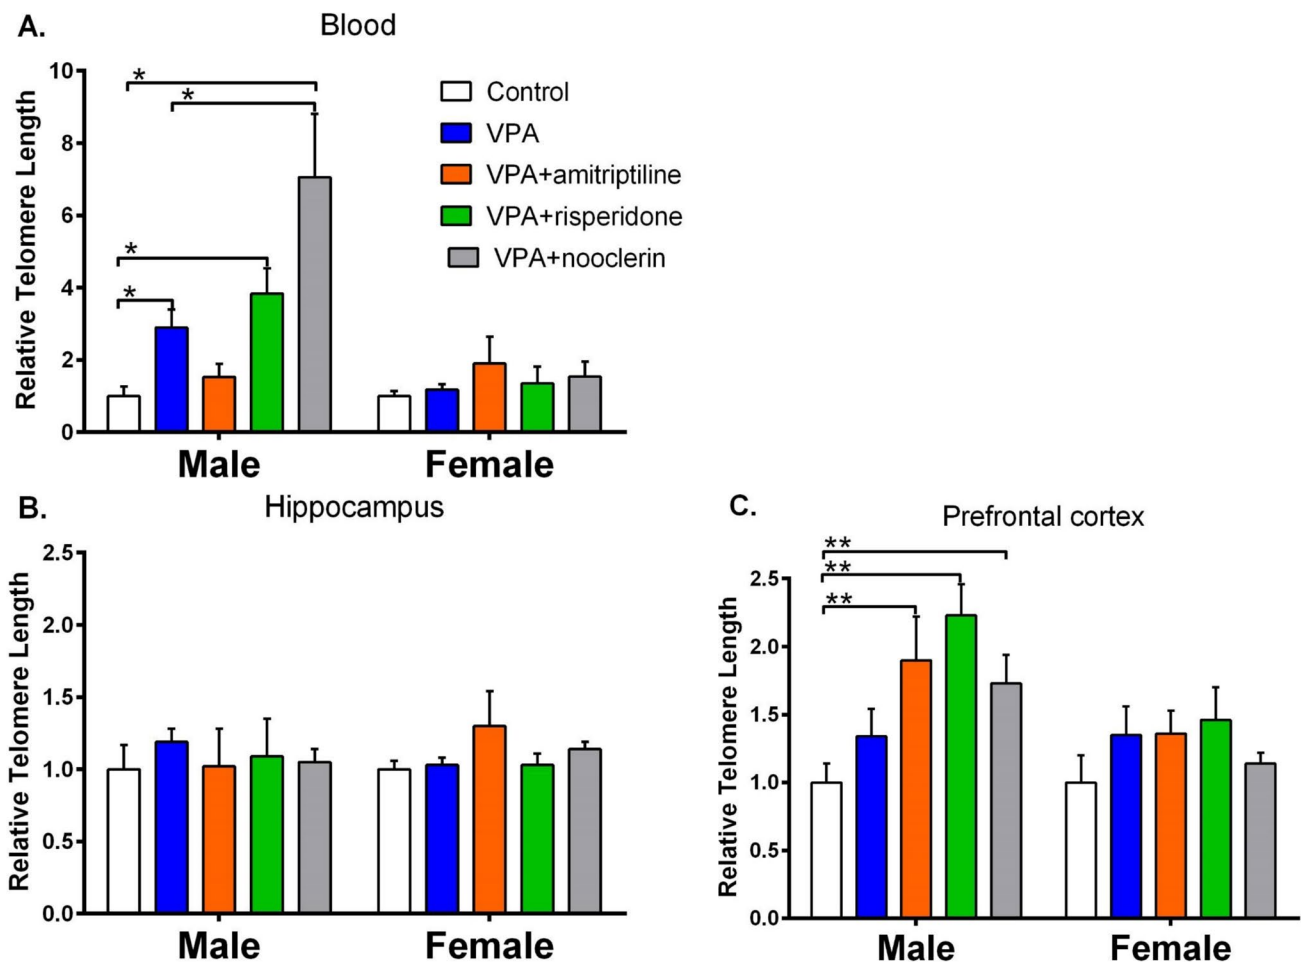 A.
Blood
Relative Telomere Length
10
8
6
4
2
0
*
*
*
*
Control
VPA
VPA+amitriptiline
VPA+risperidone
VPA+nooclerin
Male
Female
B.
Hippocampus
Relative Telomere Length
2.5
2.0
1.5
1.0
0.5
0.0
Male
Female
C.
Prefrontal cortex
Relative Telomere Length
2.5
2.0
1.5
1.0
0.5
0.0
**
**
**
Male
Female